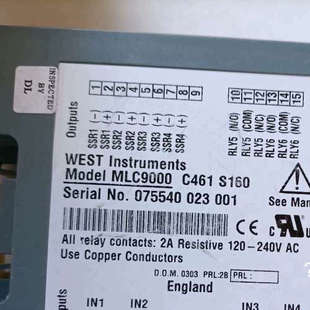 INSPECTED
BY
DL
Outputs
1
2
3
4
5
6
7
8
9
10
11
12
13
14
15
SSR1 (-)
SSR1 (+)
SSR2 (-)
SSR2 (+)
SSR3 (-)
SSR3 (+)
SSR4 (-)
SSR4 (+)
Outputs
RLY5 (N/O)
RLY5 (COM)
RLY5 (N/C)
RLY6 (N/O)
RLY6 (COM)
RLY6 (N/C)
WEST Instruments
Model MLC9000 C461 S160
Serial No. 075540 023 001
See Man
All relay contacts: 2A Resistive 120-240V AC
Use Copper Conductors
D.O.M. 0303 PRL:2B PRL:
England
IN1 IN2 IN3 IN4